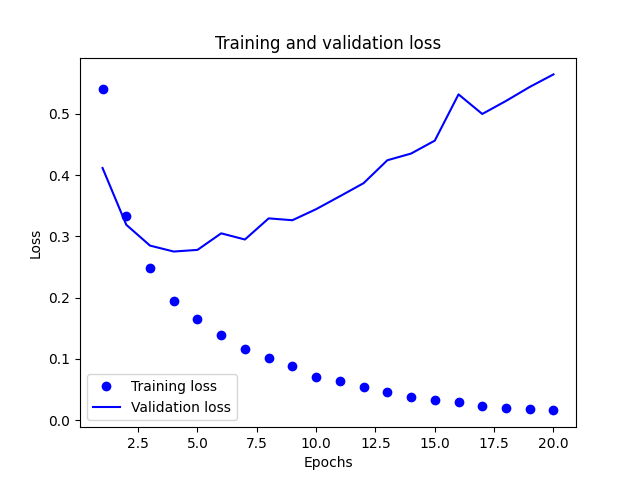 Training and validation loss
Loss
0.5
0.4
0.3
0.2
0.1
0.0
Training loss
Validation loss
2.5 5.0 7.5 10.0 12.5 15.0 17.5 20.0
Epochs